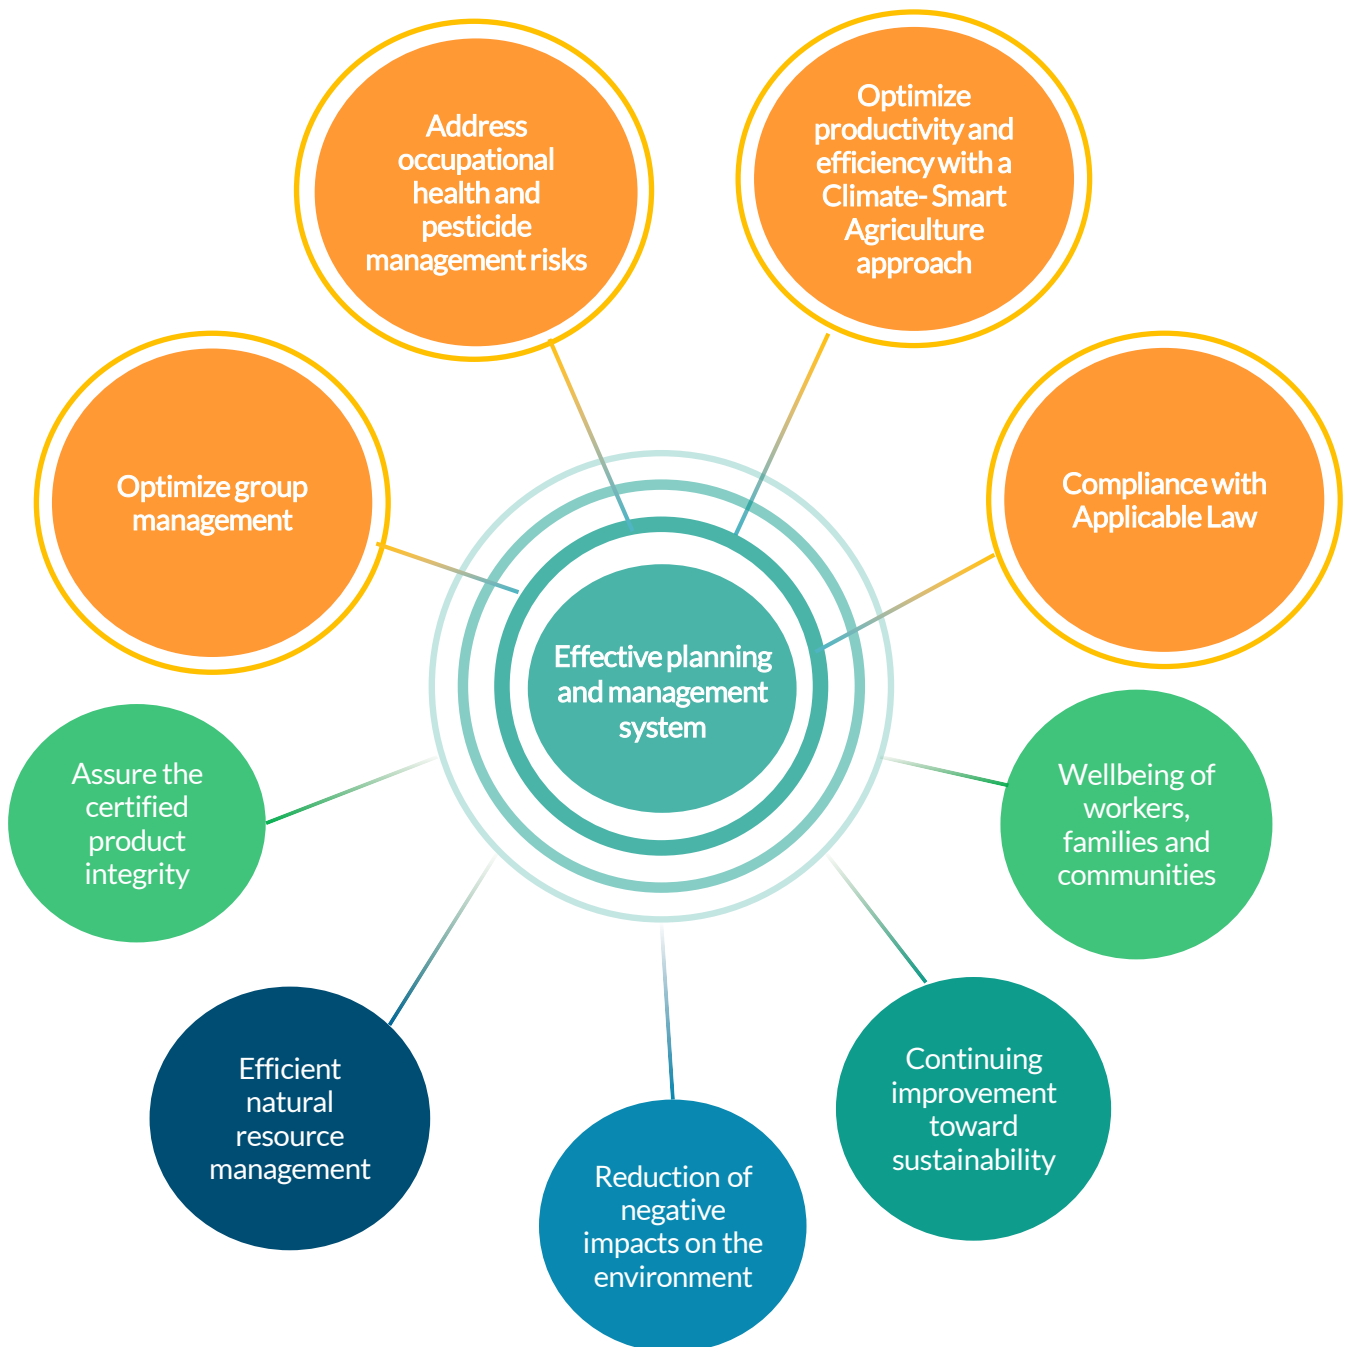 Address
occupational
health and
pesticide
management risks
Optimize
productivity and
efficiency with a
Climate- Smart
Agriculture
approach
Optimize group
management
Compliance with
Applicable Law
Effective planning
and management
system
Assure the
certified
product
integrity
Wellbeing of
workers,
families and
communities
Efficient
natural
resource
management
Continuing
improvement
toward
sustainability
Reduction of
negative
impacts on the
environment